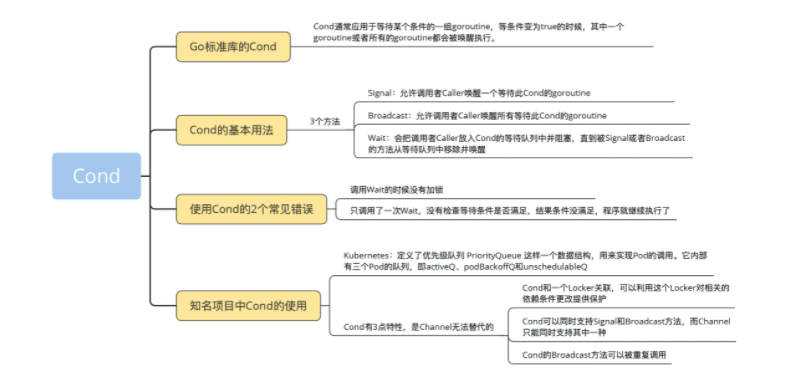 Cond
Go标准库的Cond
Cond通常应用于等待某个条件的一组goroutine，等条件变为true的时候，其中一个
goroutine或者所有的goroutine都会被唤醒执行。
Cond的基本用法
3个方法
Signal：允许调用者Caller唤醒一个等待此Cond的goroutine
Broadcast：允许调用者Caller唤醒所有等待此Cond的goroutine
Wait：会把调用者Caller放入Cond的等待队列中并阻塞，直到被Signal或者Broadcast
的方法从等待队列中移除并唤醒
使用Cond的2个常见错误
调用Wait的时候没有加锁
只调用了一次Wait，没有检查等待条件是否满足，结果条件没满足，程序就继续执行了
知名项目中Cond的使用
Kubernetes：定义了优先级队列 PriorityQueue 这样一个数据结构，用来实现Pod的调用。它内部
有三个Pod的队列，即activeQ、podBackoffQ和unschedulableQ
Cond有3点特性，是Channel无法替代的
Cond和一个Locker关联，可以利用这个Locker对相关的
依赖条件更改提供保护
Cond可以同时支持Signal和Broadcast方法，而Channel
只能同时支持其中一种
Cond的Broadcast方法可以被重复调用